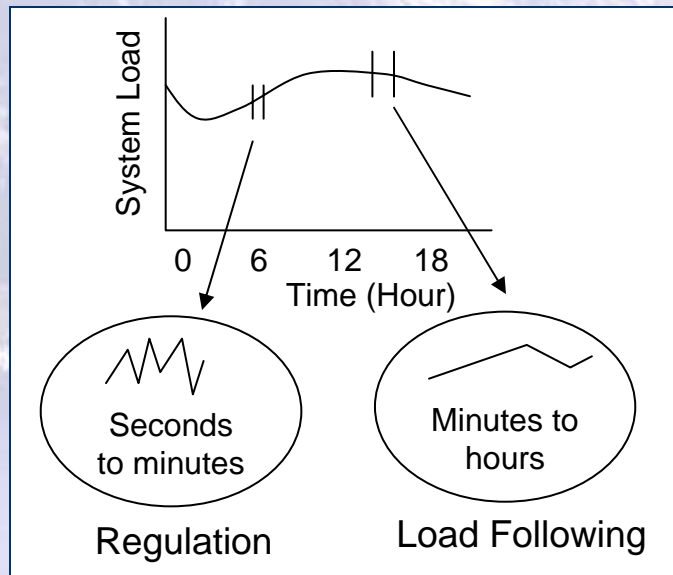 System Load
0 6 12 18
Time (Hour)
Seconds
to minutes
Minutes to
hours
Regulation
Load Following